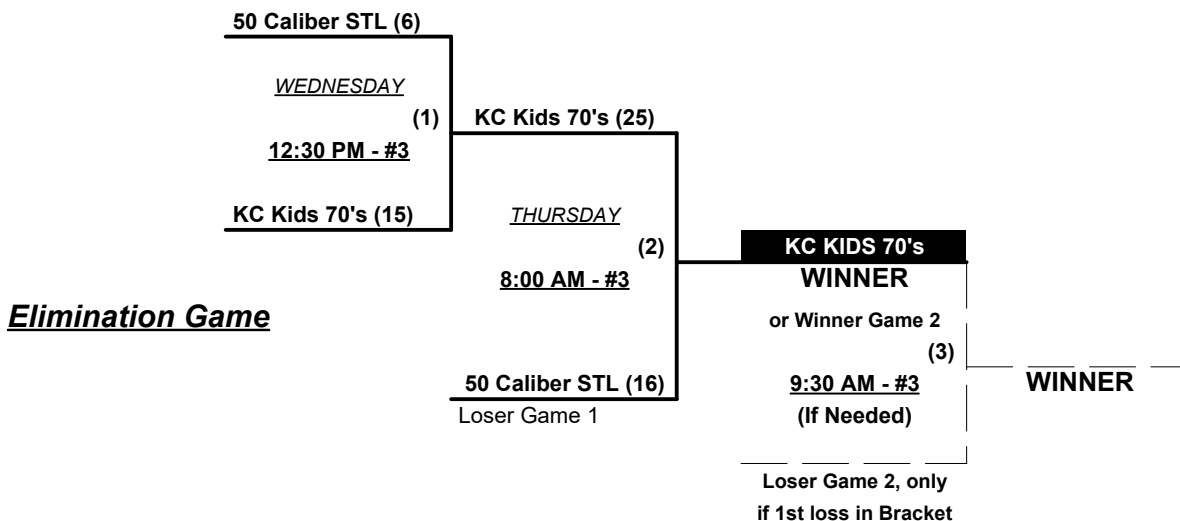 50 Caliber STL (6)
WEDNESDAY
(1)
KC Kids 70's (25)
12:30 PM - #3
KC Kids 70's (15)
THURSDAY
(2)
KC KIDS 70's
8:00 AM - #3
WINNER
Elimination Game
or Winner Game 2
(3)
50 Caliber STL (16)
9:30 AM - #3
WINNER
Loser Game 1
(If Needed)
Loser Game 2, only
if 1st loss in Bracket